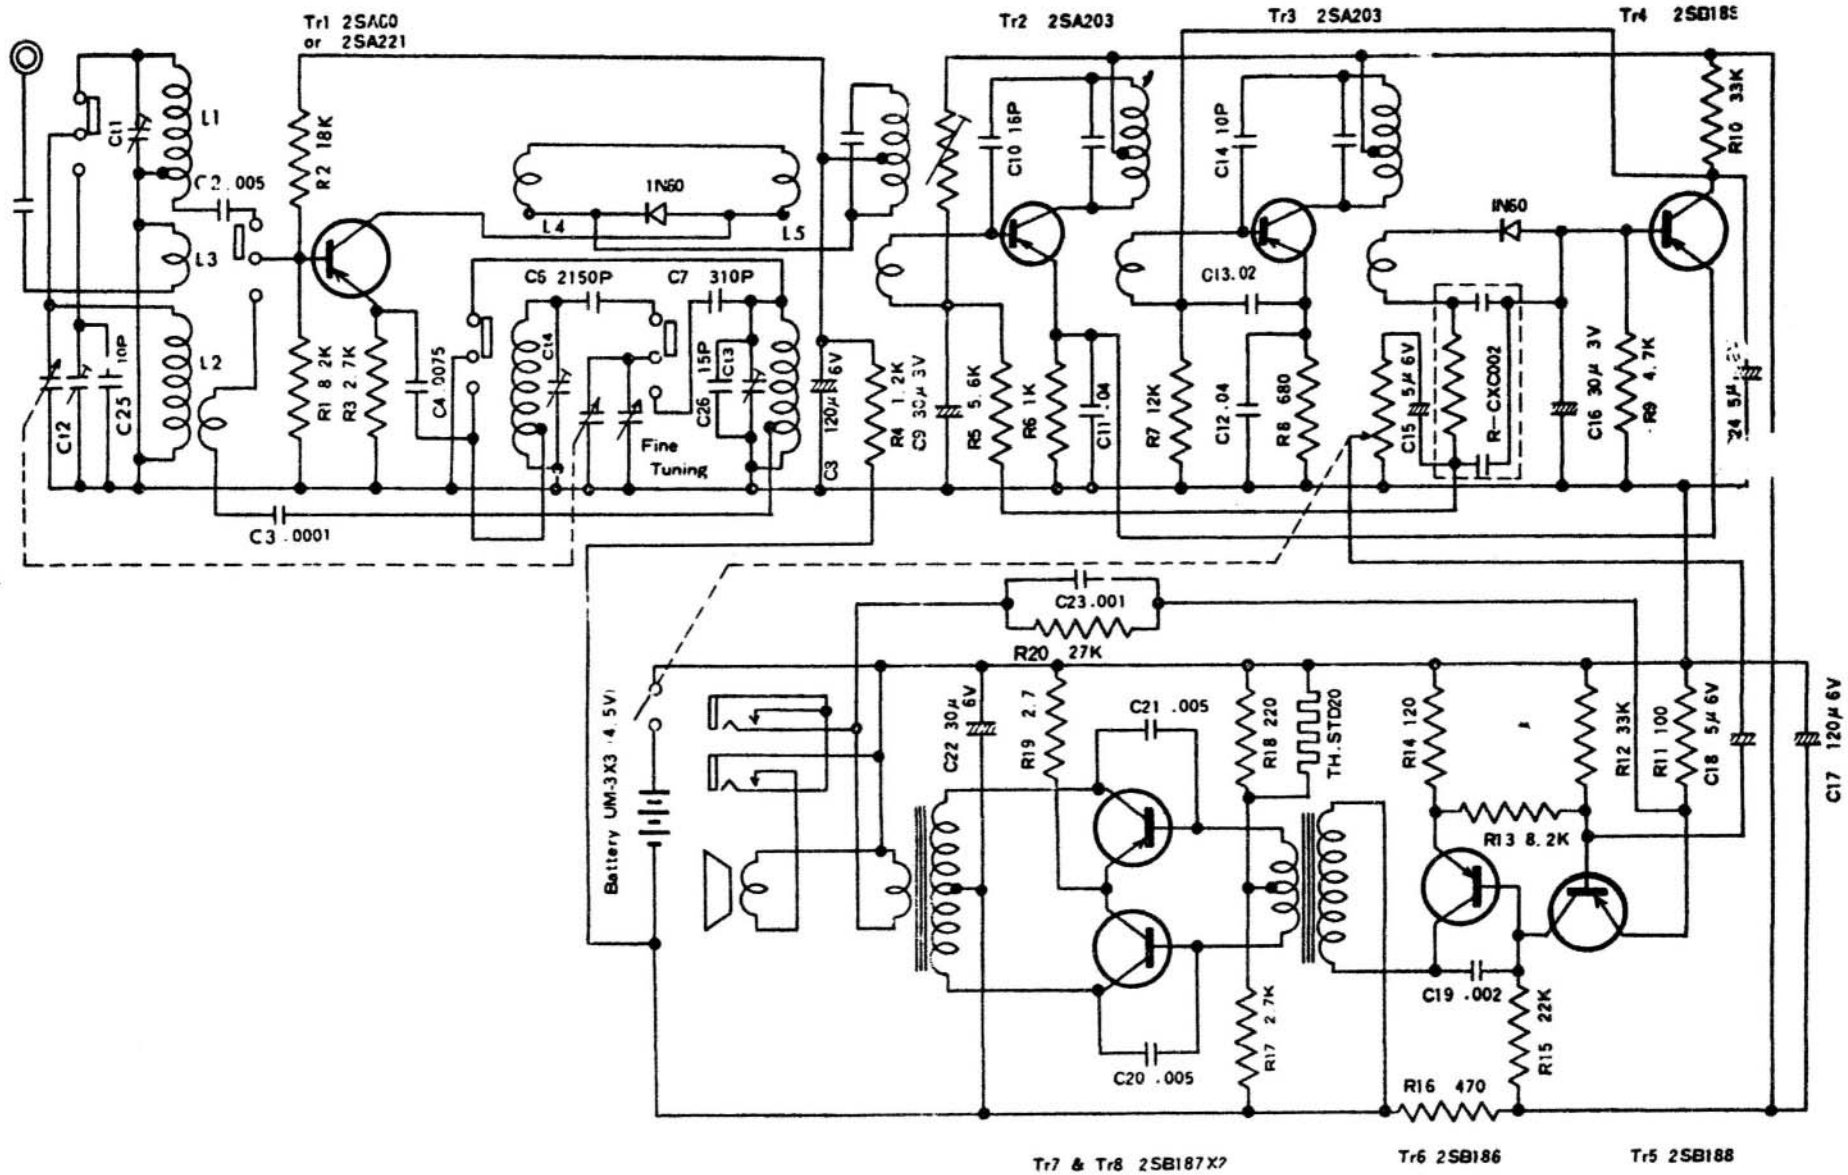 Tr1 2SA60
or 2SA221
Tr2 2SA203
Tr3 2SA203
Tr4
L1
Ct1
C2 .005
R2 18K
1N60
L4
L5
L3
L2
10P
C25
Ct2
R1 8.2K
R3 2.7K
C4 .0075
C3 .0001
C6 2150P
C7 310P
Ct4
15P
C26
Ct3
Fine
Tuning
C3 120μ 6V
R4 1.2K
C9 30μ 3V
C10 16P
R5 5.6K
R6 1K
C11 .04
C14 10P
C13 .02
R7 12K
C12 .04
R8 680
1N60
C15 5μ 6V
R-CXC002
C16 30μ 3V
R9 4.7K
R10 33K
24 5μ
C23 .001
R20 27K
Battery UM-3X3 (4.5V)
C22 30μ 6V
R19 2.7
C21 .005
C20 .005
R18 220
TH.STD20
R17 2.7K
R14 120
R13 8.2K
R12 33K
R11 100
C18 5μ 6V
C17 120μ 6V
C19 .002
R15 22K
R16 470
Tr7 & Tr8 2SB187X2
Tr6 2SB186
Tr5 2SB188